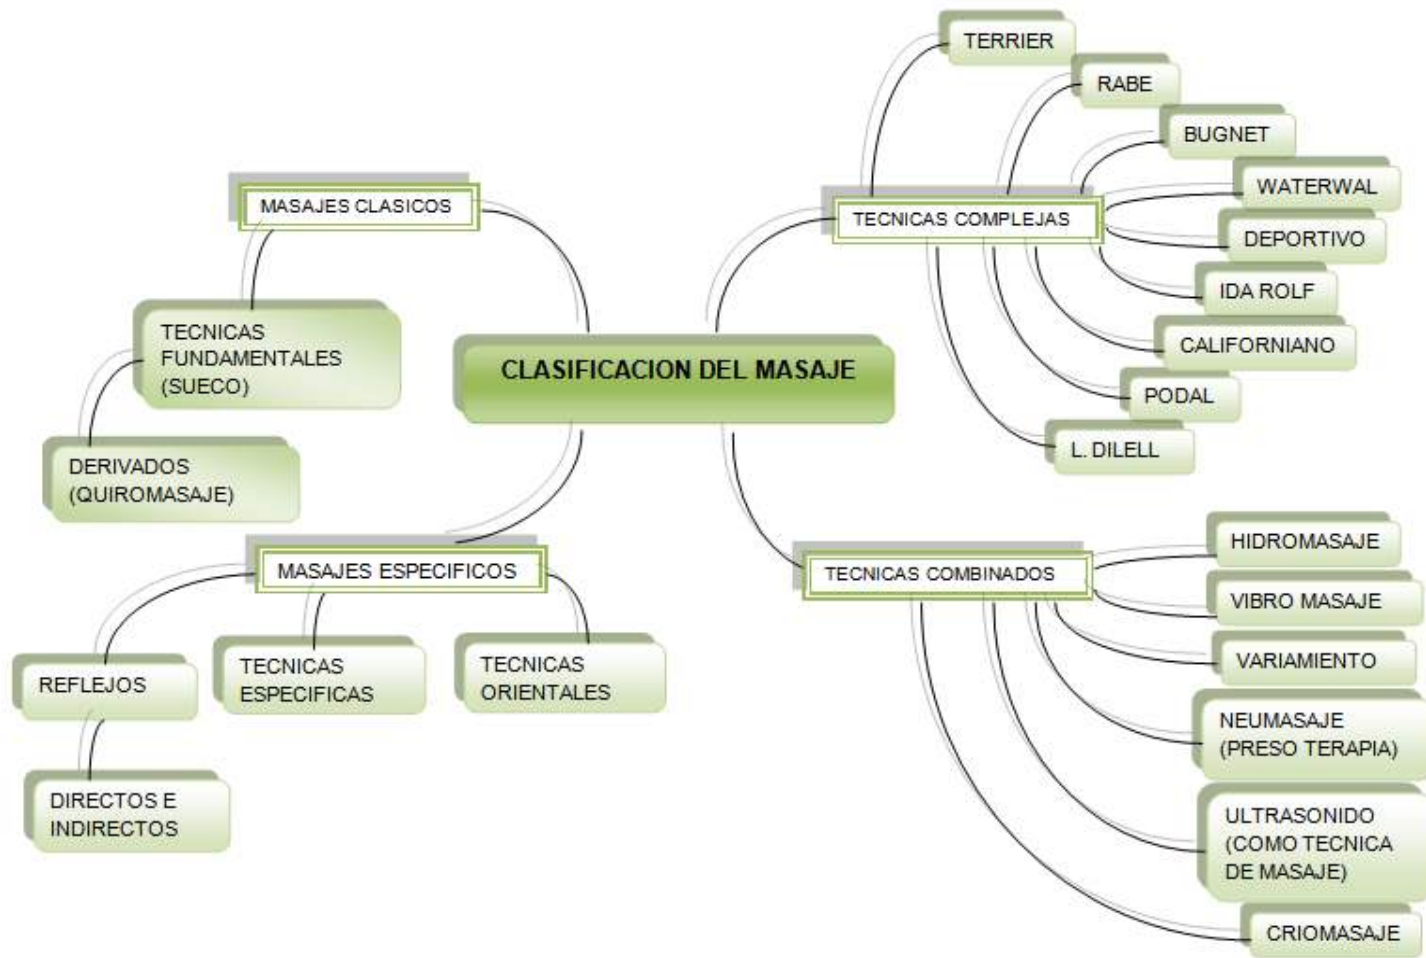 CLASIFICACION DEL MASAJE
MASAJES CLASICOS
TECNICAS
FUNDAMENTALES
(SUECO)
DERIVADOS
(QUIROMASAJE)
MASAJES ESPECIFICOS
REFLEJOS
DIRECTOS E
INDIRECTOS
TECNICAS
ESPECIFICAS
TECNICAS
ORIENTALES
TECNICAS COMPLEJAS
TERRIER
RABE
BUGNET
WATERWAL
DEPORTIVO
IDA ROLF
CALIFORNIANO
PODAL
L. DILELL
TECNICAS COMBINADOS
HIDROMASAJE
VIBRO MASAJE
VARIAMIENTO
NEUMASAJE
(PRESO TERAPIA)
ULTRASONIDO
(COMO TECNICA
DE MASAJE)
CRIOMASAJE